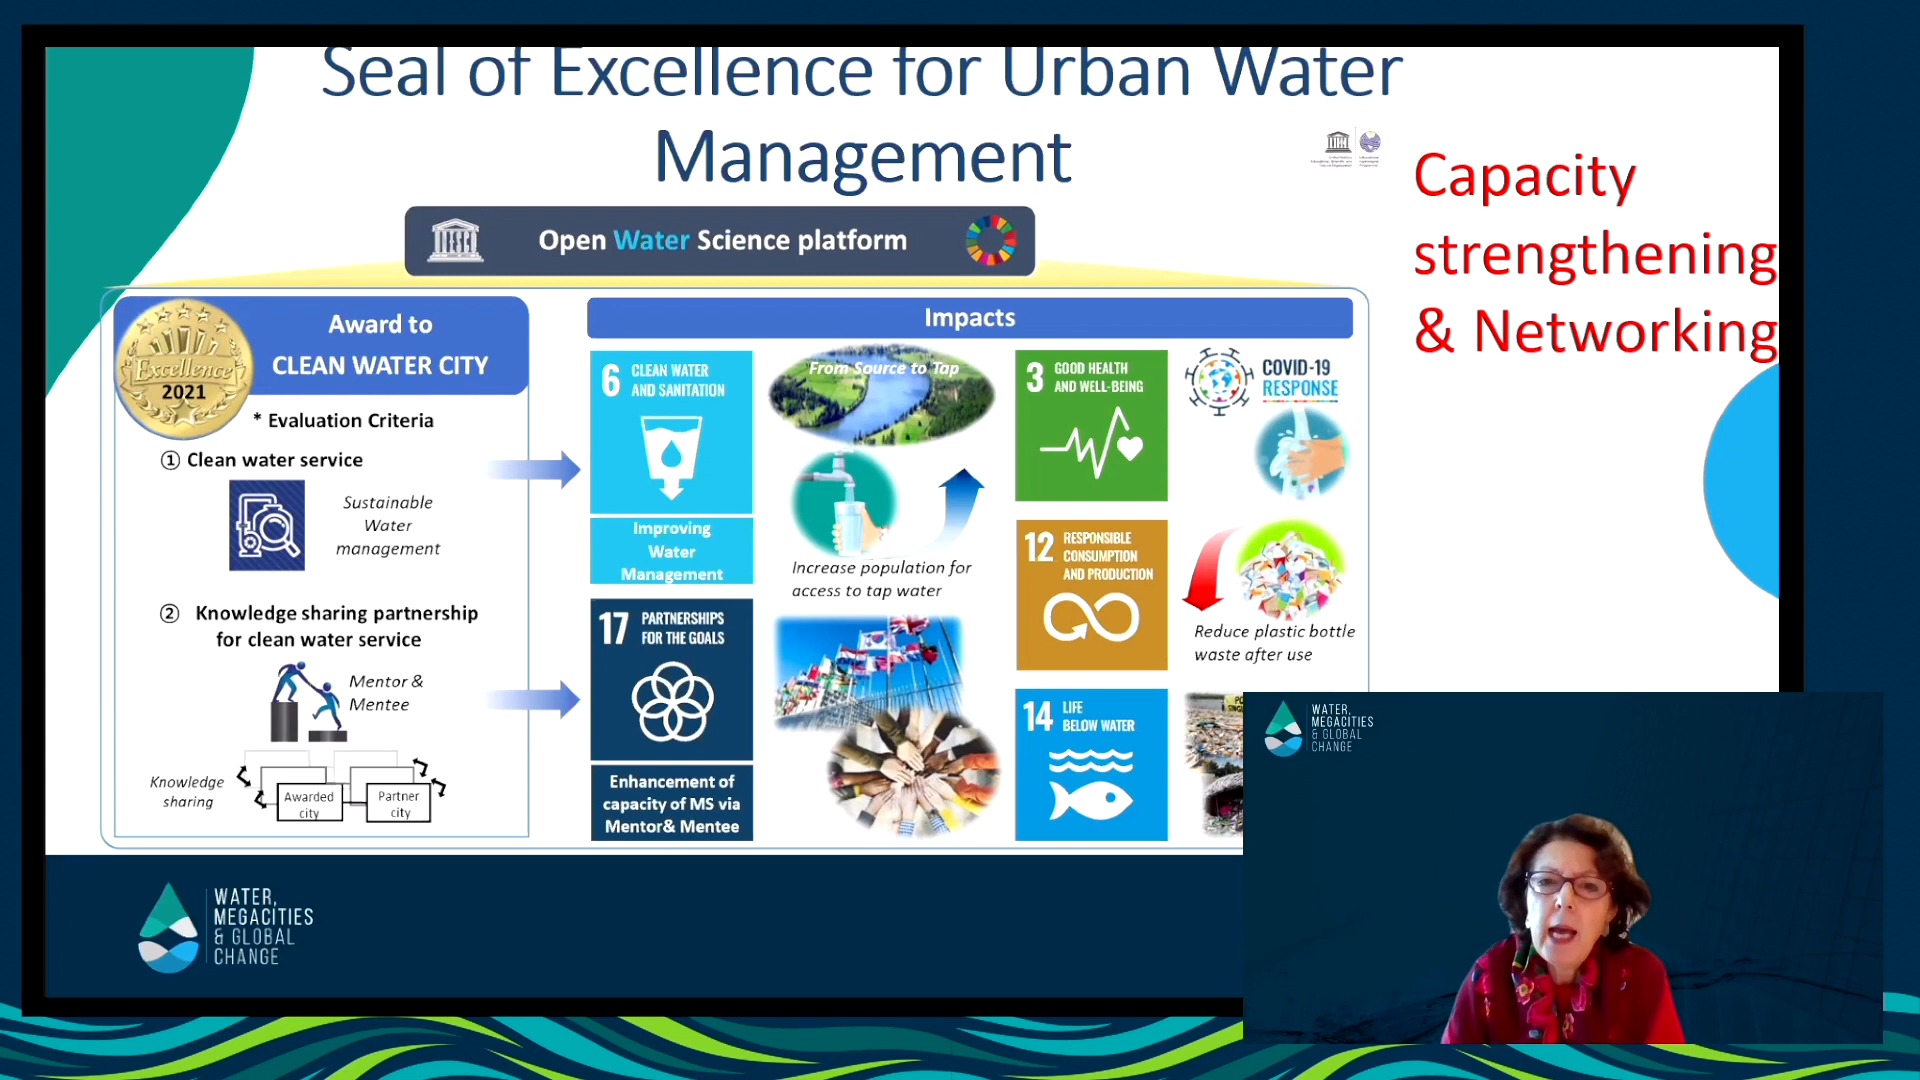 Seal of Excellence for Urban Water
Management
Capacity
strengthening
& Networking
Open Water Science platform
Excellence
2021
Award to
CLEAN WATER CITY
* Evaluation Criteria
① Clean water service
Sustainable
Water
management
② Knowledge sharing partnership
for clean water service
Mentor &
Mentee
Knowledge
sharing
Awarded
city
Partner
city
Impacts
6 CLEAN WATER
AND SANITATION
Improving
Water
Management
17 PARTNERSHIPS
FOR THE GOALS
Enhancement of
capacity of MS via
Mentor& Mentee
From Source to Tap
Increase population for
access to tap water
3 GOOD HEALTH
AND WELL-BEING
COVID-19
RESPONSE
12 RESPONSIBLE
CONSUMPTION
AND PRODUCTION
Reduce plastic bottle
waste after use
14 LIFE
BELOW WATER
WATER,
MEGACITIES
& GLOBAL
CHANGE
WATER,
MEGACITIES
& GLOBAL
CHANGE